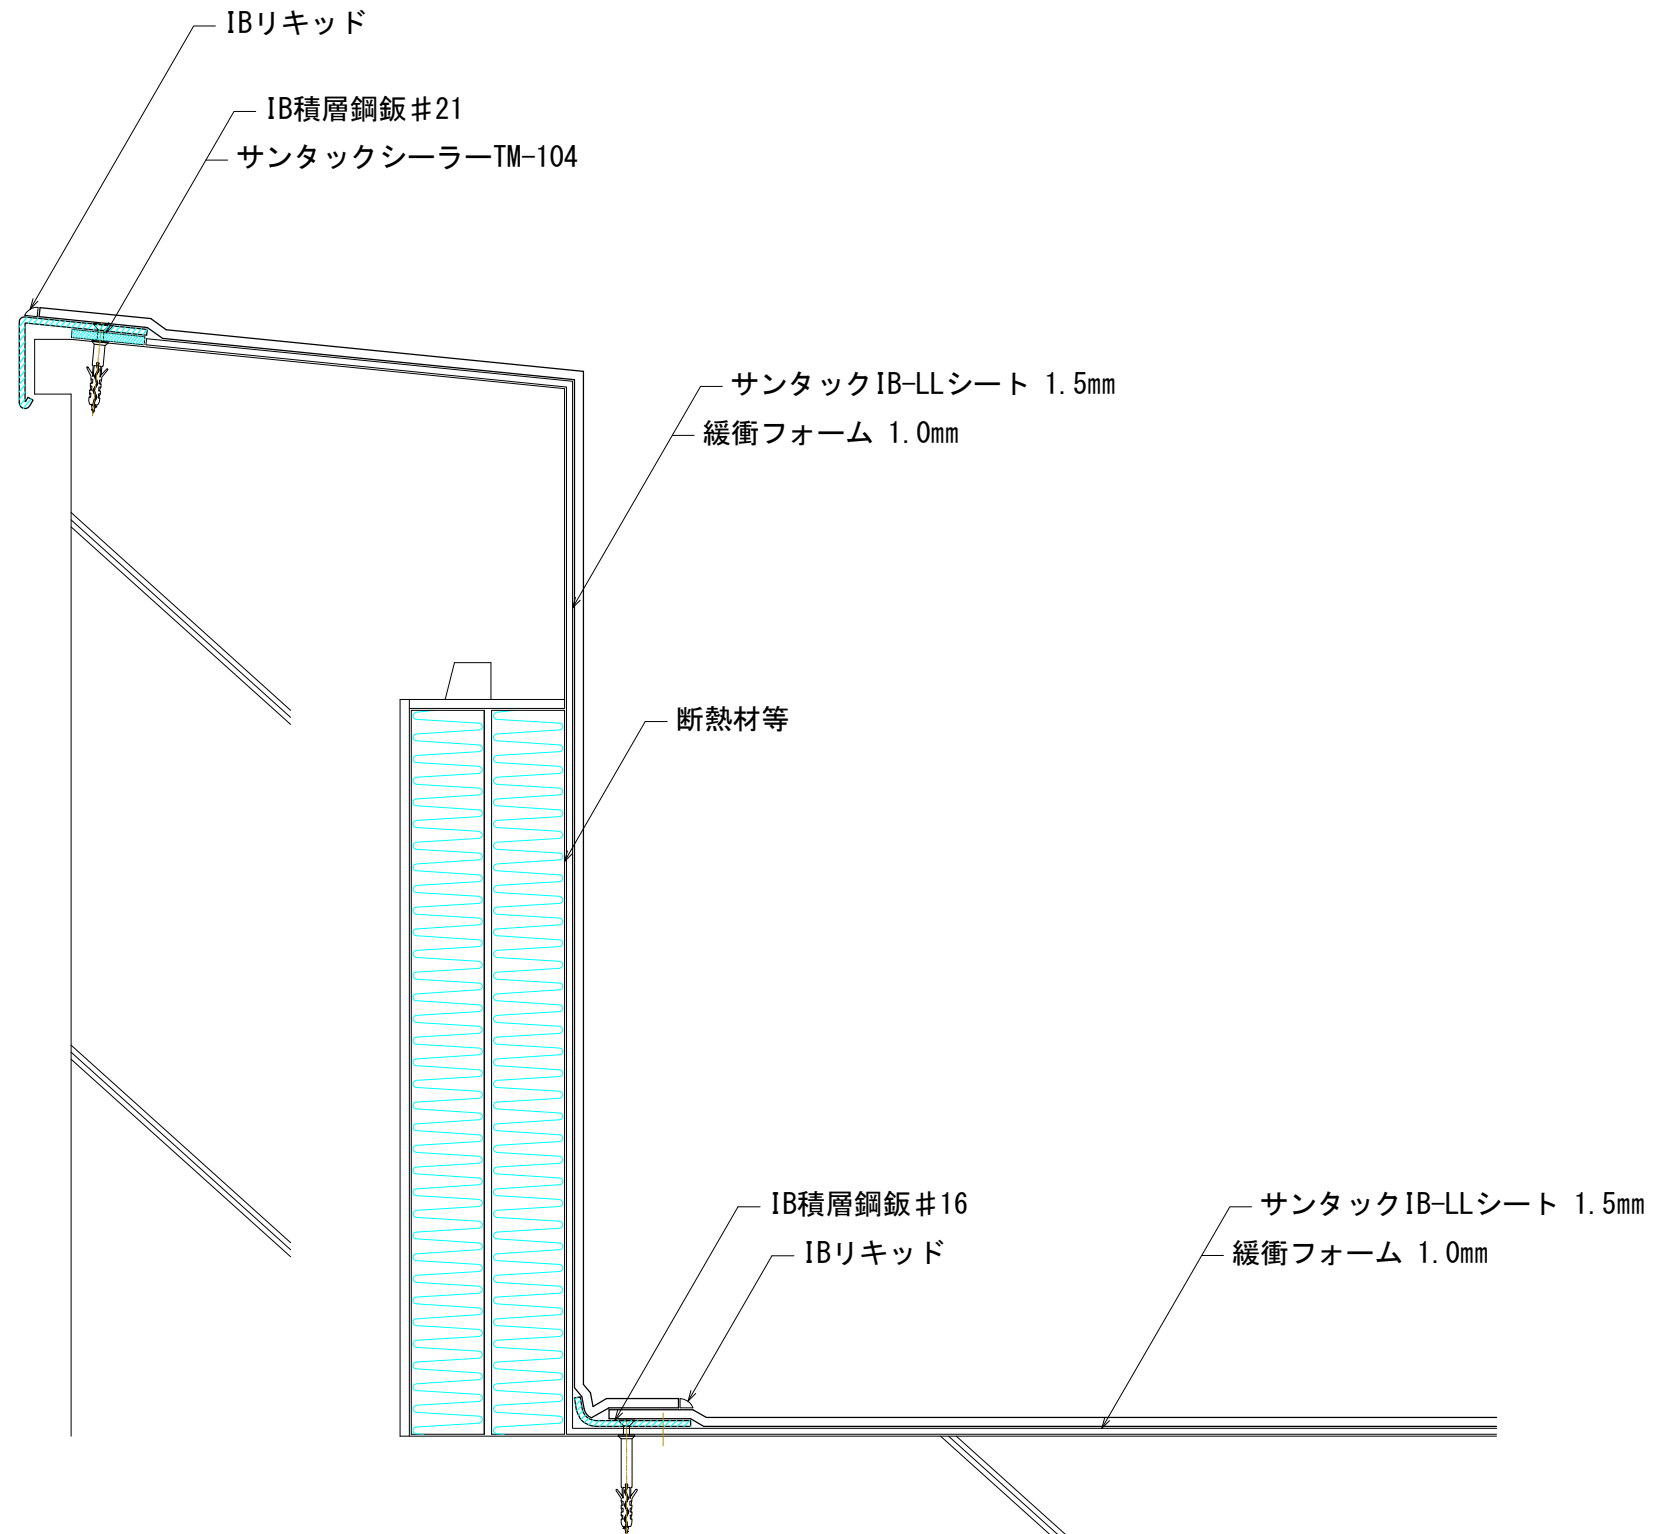 IBリキッド
IB積層鋼鈑♯21
サンタックシーラーTM-104
サンタックIB-LLシート 1.5mm
緩衝フォーム 1.0mm
断熱材等
IB積層鋼鈑♯16
IBリキッド
サンタックIB-LLシート 1.5mm
緩衝フォーム 1.0mm